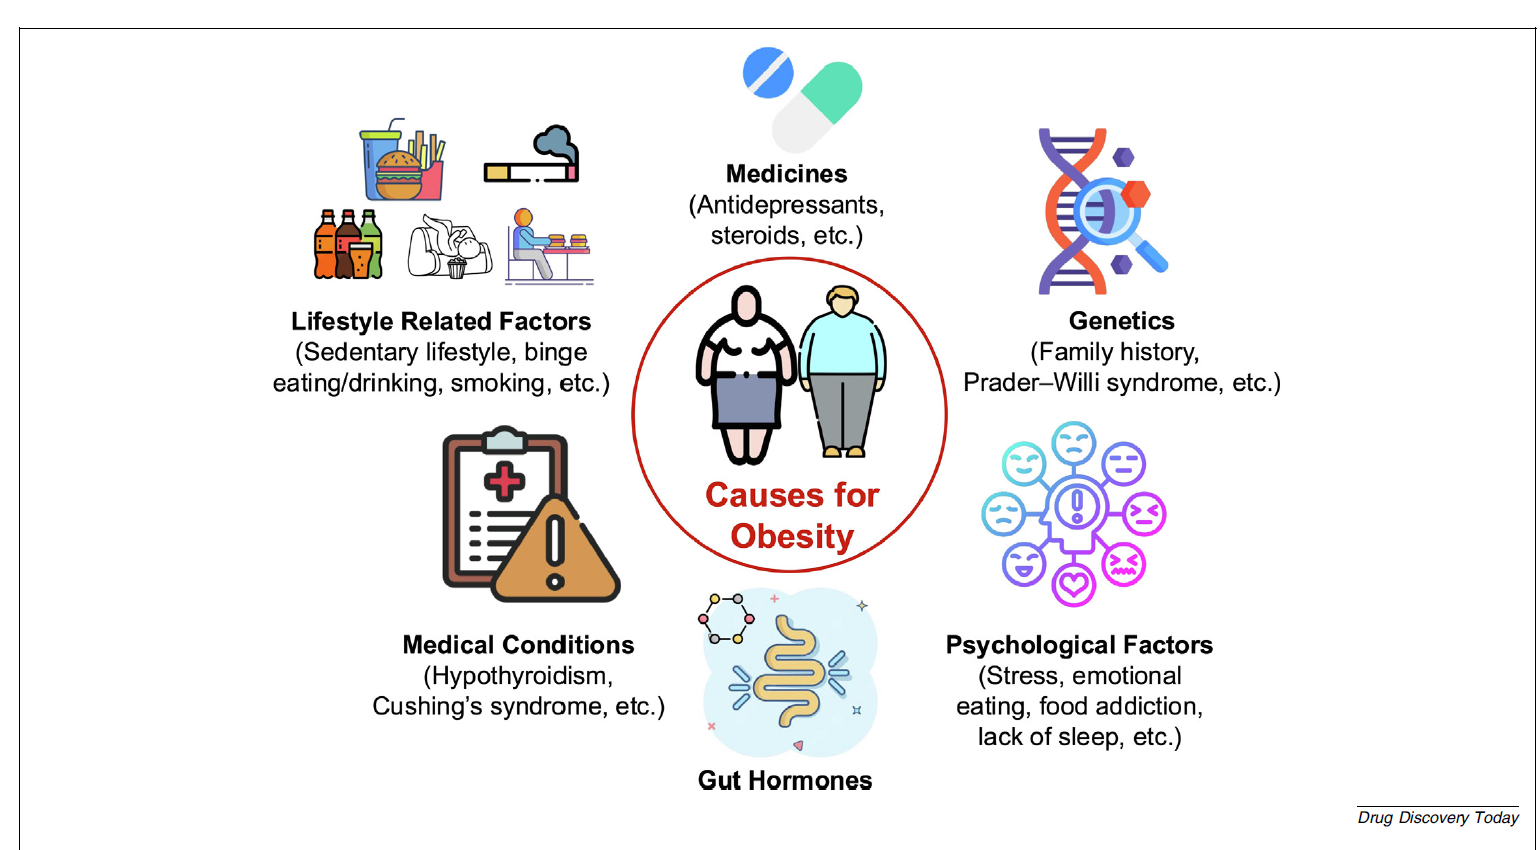 Medicines
(Antidepressants,
steroids, etc.)
Lifestyle Related Factors
(Sedentary lifestyle, binge
eating/drinking, smoking, etc.)
Genetics
(Family history,
Prader–Willi syndrome, etc.)
Causes for
Obesity
Medical Conditions
(Hypothyroidism,
Cushing’s syndrome, etc.)
Psychological Factors
(Stress, emotional
eating, food addiction,
lack of sleep, etc.)
Gut Hormones
Drug Discovery Today